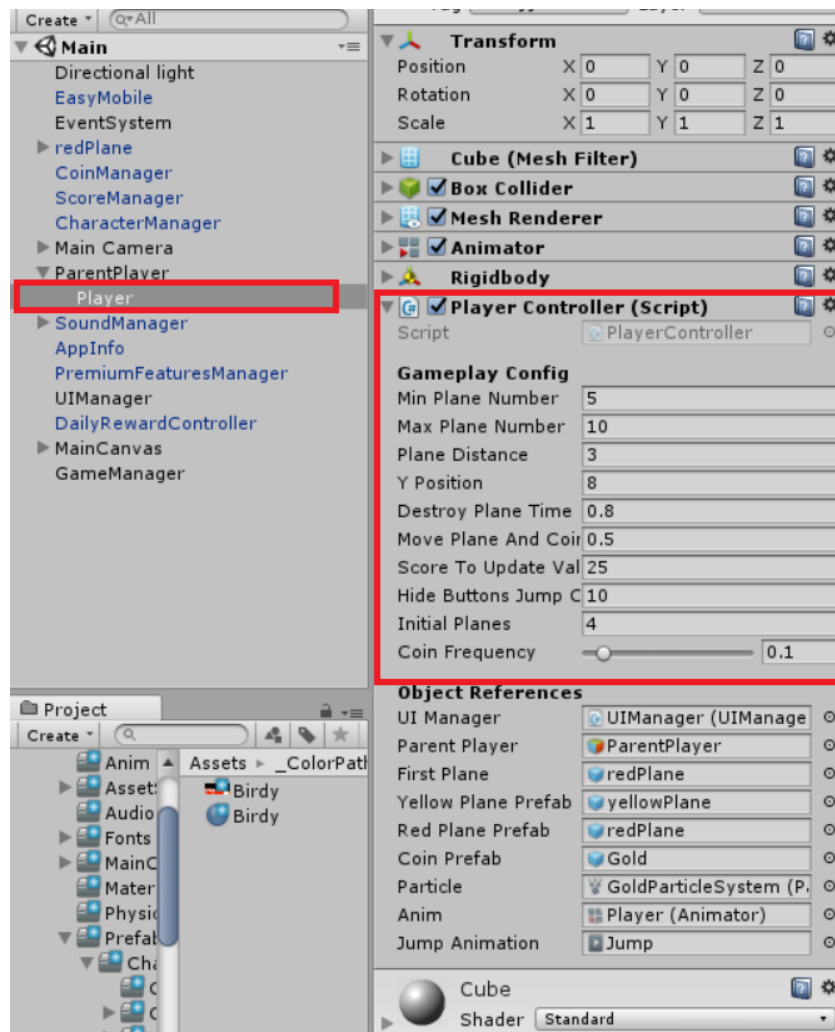 Create
All
Main
Directional light
EasyMobile
EventSystem
redPlane
CoinManager
ScoreManager
CharacterManager
Main Camera
ParentPlayer
Player
SoundManager
AppInfo
PremiumFeaturesManager
UIManager
DailyRewardController
MainCanvas
GameManager
Project
Create
Anim
Asset
Audio
Fonts
MainC
Mater
Physic
Prefab
Cha
Assets _ColorPath
Birdy
Birdy
Transform
Position X 0 Y 0 Z 0
Rotation X 0 Y 0 Z 0
Scale X 1 Y 1 Z 1
Cube (Mesh Filter)
Box Collider
Mesh Renderer
Animator
Rigidbody
Player Controller (Script)
Script PlayerController
Gameplay Config
Min Plane Number 5
Max Plane Number 10
Plane Distance 3
Y Position 8
Destroy Plane Time 0.8
Move Plane And Coin 0.5
Score To Update Val 25
Hide Buttons Jump C 10
Initial Planes 4
Coin Frequency 0.1
Object References
UI Manager UIManager (UIManage
Parent Player ParentPlayer
First Plane redPlane
Yellow Plane Prefab yellowPlane
Red Plane Prefab redPlane
Coin Prefab Gold
Particle GoldParticleSystem (P
Anim Player (Animator)
Jump Animation Jump
Cube
Shader Standard